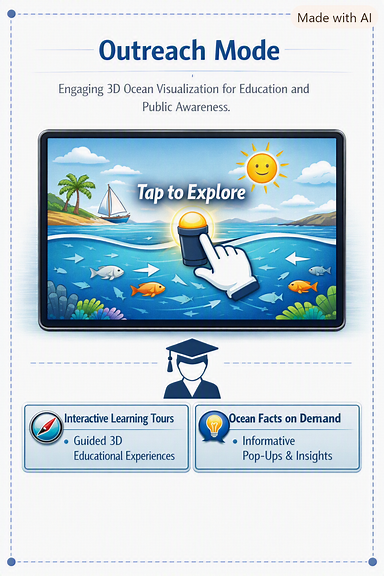 Made with AI
Outreach Mode
Engaging 3D Ocean Visualization for Education and
Public Awareness.
Tap to Explore
Interactive Learning Tours
• Guided 3D
Educational Experiences
Ocean Facts on Demand
• Informative
Pop-Ups & Insights